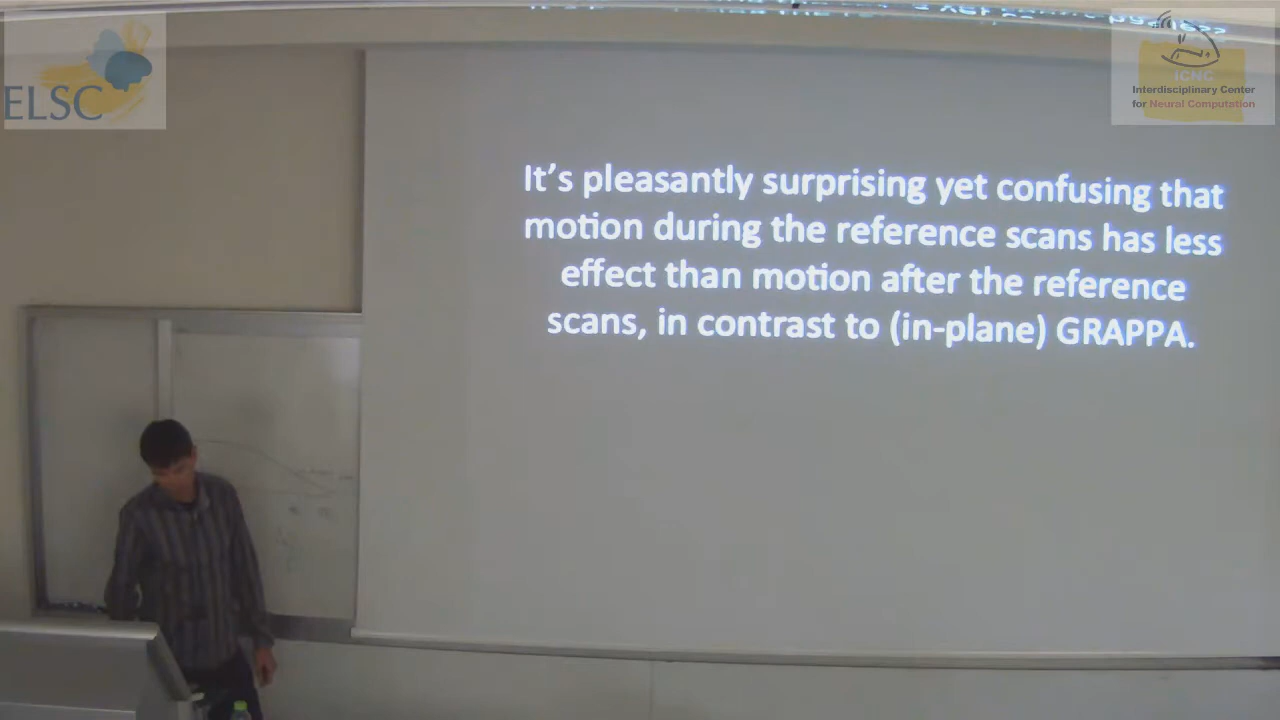 ELSC
ICNC
Interdisciplinary Center
for Neural Computation
It's pleasantly surprising yet confusing that
motion during the reference scans has less
effect than motion after the reference
scans, in contrast to (in-plane) GRAPPA.